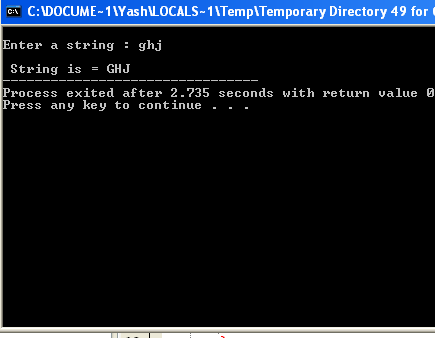 C:\DOCUME~1\Yash\LOCALS~1\Temp\Temporary Directory 49 for
Enter a string : ghj
String is = GHJ
--------------------------------
Process exited after 2.735 seconds with return value 0
Press any key to continue . . .